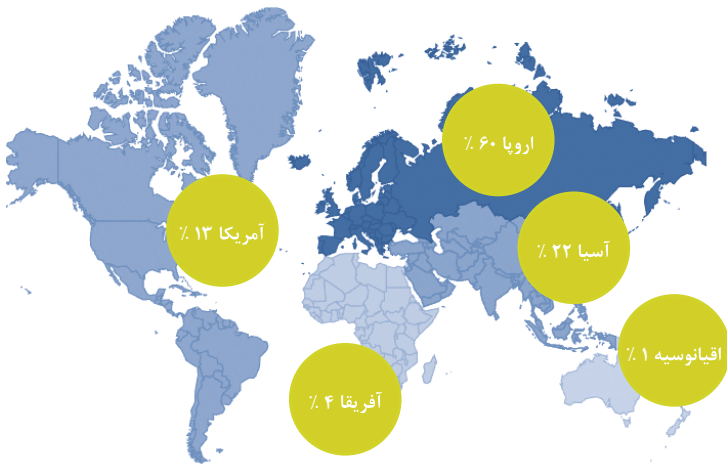 اروپا ۶۰ ٪
آمریکا ۱۳ ٪
آسیا ۲۲ ٪
اقیانوسیه ۱ ٪
آفریقا ۴ ٪